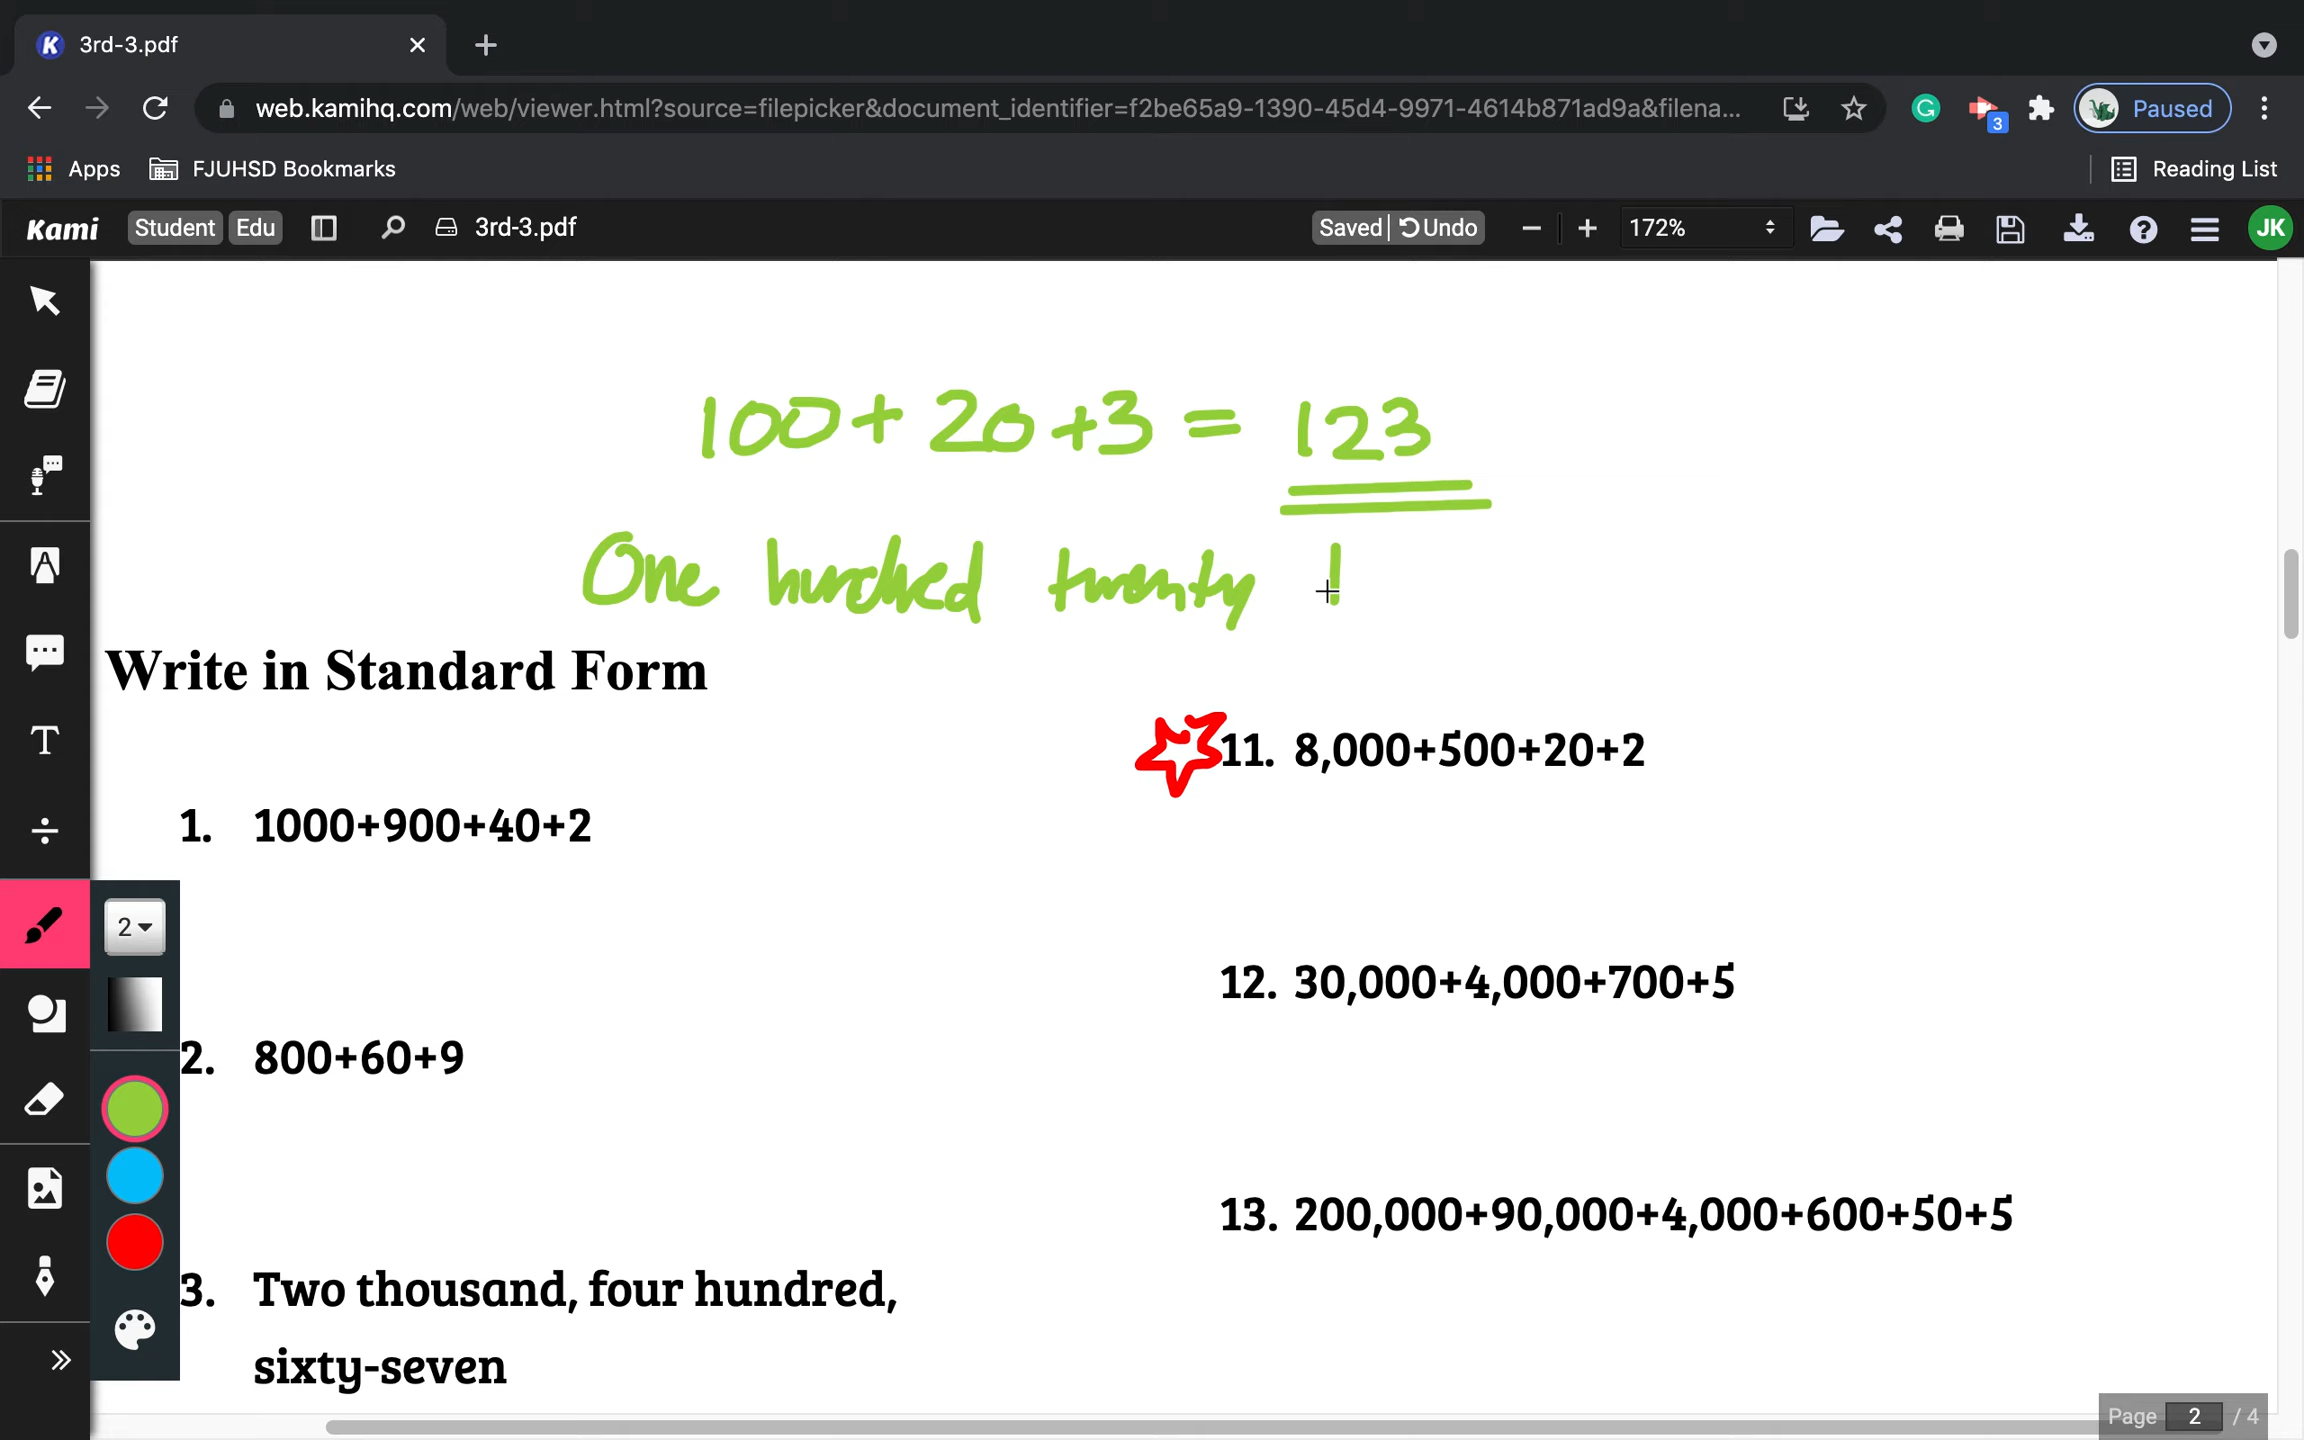 3rd-3.pdf
web.kamihq.com/web/viewer.html?source=filepicker&document_identifier=f2be65a9-1390-45d4-9971-4614b871ad9a&filena... G 3 Paused
Apps FJUHSD Bookmarks Reading List
Kami Student Edu 3rd-3.pdf Saved Undo 172% JK
100+ 20+3 = 123
One hundred twenty
Write in Standard Form
11. 8,000+500+20+2
1. 1000+900+40+2
2
12. 30,000+4,000+700+5
2. 800+60+9
13. 200,000+90,000+4,000+600+50+5
3. Two thousand, four hundred,
sixty-seven
Page 2 / 4